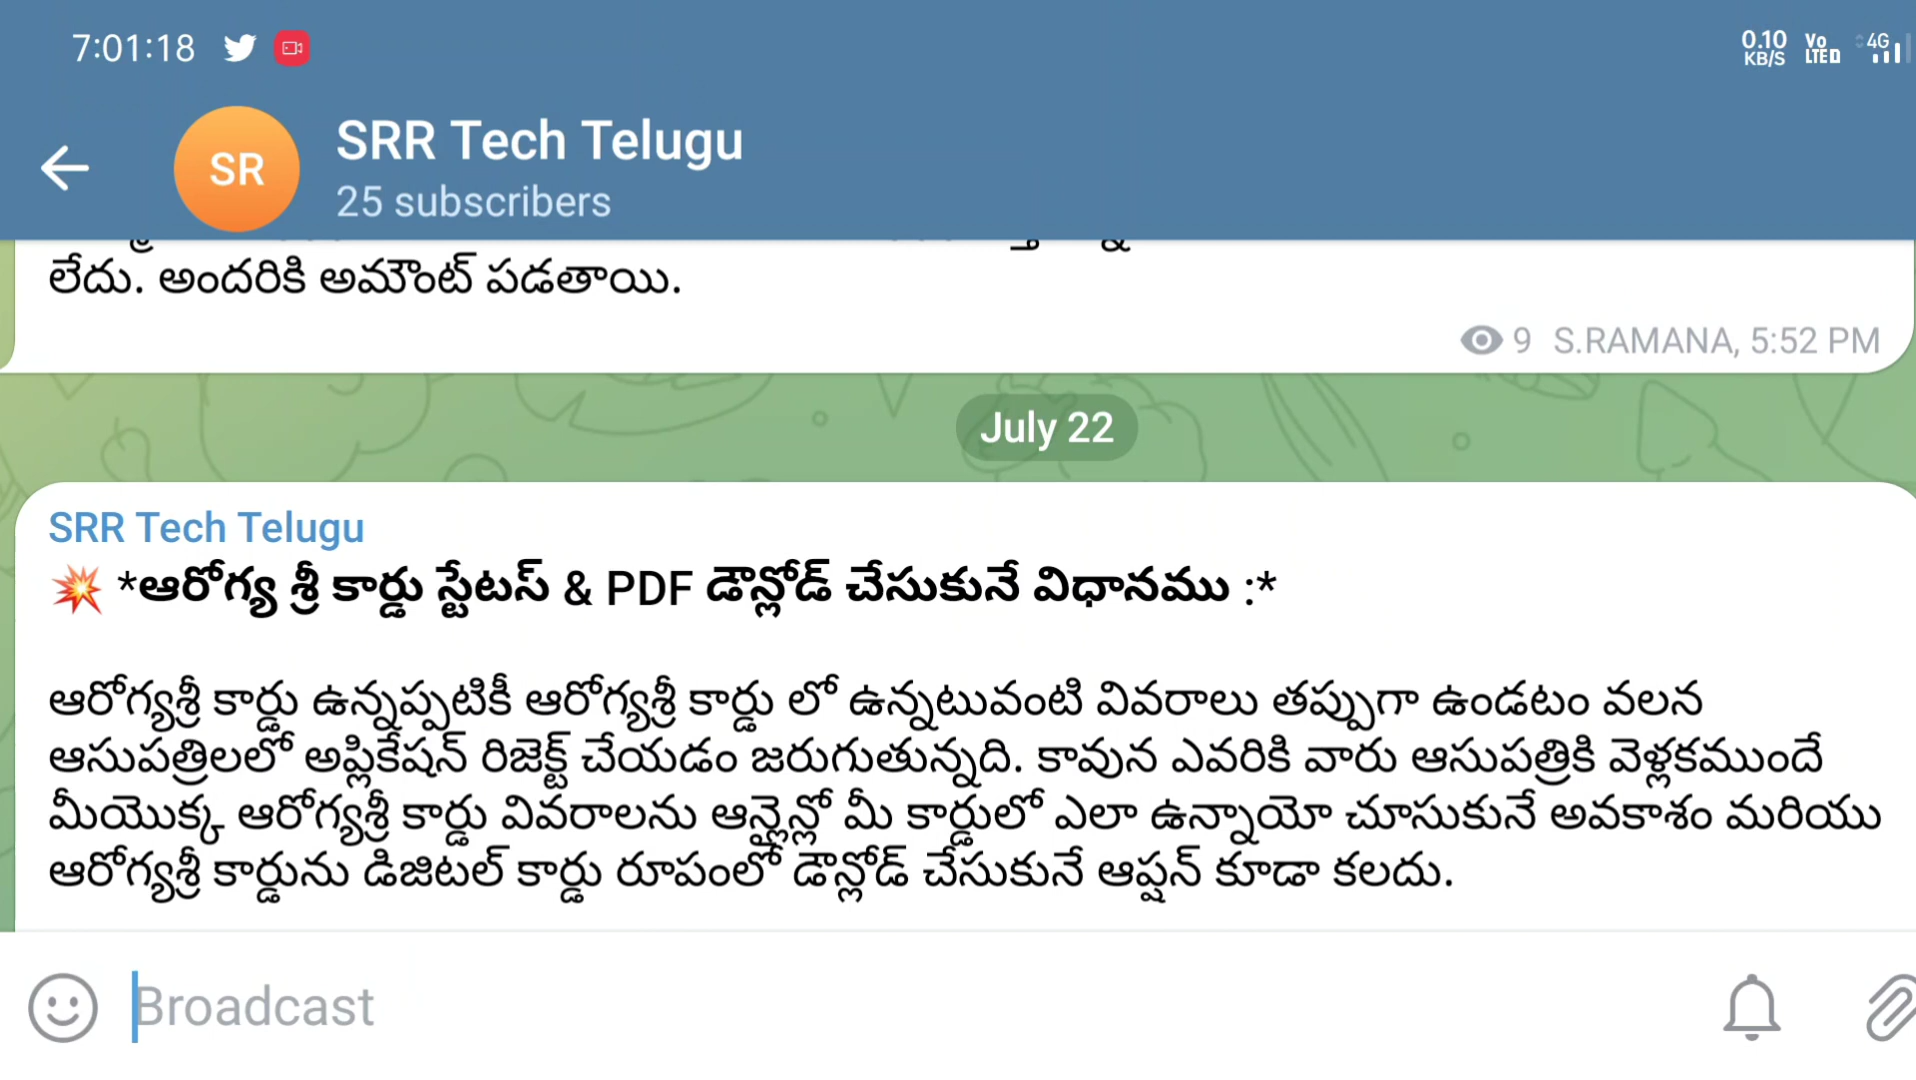 7:01:18
0.10 KB/S
Vo LTE
4G
SR
SRR Tech Telugu
25 subscribers
లేదు. అందరికి అమౌంట్ పడతాయి.
9 S.RAMANA, 5:52 PM
July 22
SRR Tech Telugu
💥 *ఆరోగ్య శ్రీ కార్డు స్టేటస్ & PDF డౌన్లోడ్ చేసుకునే విధానము :*
ఆరోగ్యశ్రీ కార్డు ఉన్నప్పటికీ ఆరోగ్యశ్రీ కార్డు లో ఉన్నటువంటి వివరాలు తప్పుగా ఉండటం వలన
ఆసుపత్రిలలో అప్లికేషన్ రిజెక్ట్ చేయడం జరుగుతున్నది. కావున ఎవరికి వారు ఆసుపత్రికి వెళ్లకముందే
మీయొక్క ఆరోగ్యశ్రీ కార్డు వివరాలను ఆన్లైన్లో మీ కార్డులో ఎలా ఉన్నాయో చూసుకునే అవకాశం మరియు
ఆరోగ్యశ్రీ కార్డును డిజిటల్ కార్డు రూపంలో డౌన్లోడ్ చేసుకునే ఆప్షన్ కూడా కలదు.
Broadcast